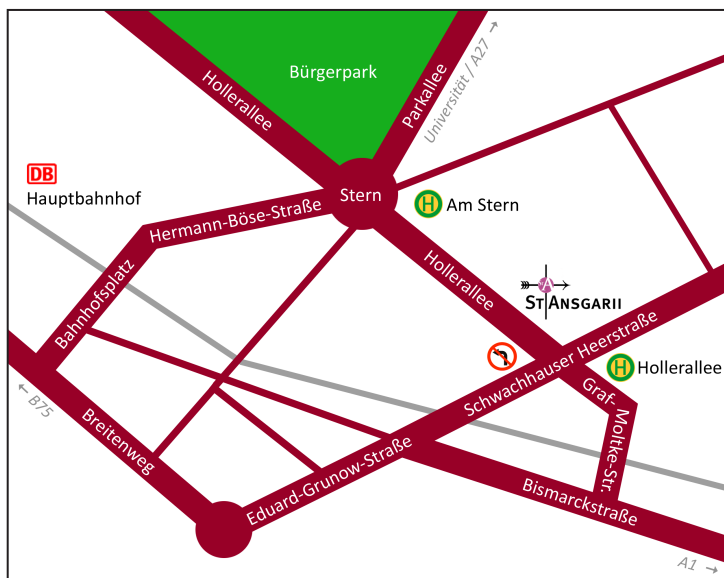 Bürgerpark
Hollerallee
Parkallee
Universität / A27 →
DB
Hauptbahnhof
Stern
H Am Stern
Hermann-Böse-Straße
Hollerallee
Bahnhofsplatz
A
St Ansgarii
Schwachhauser Heerstraße
H Hollerallee
Graf-
Moltke-Str.
← B75
Breitenweg
Eduard-Grunow-Straße
Bismarckstraße
A1 →